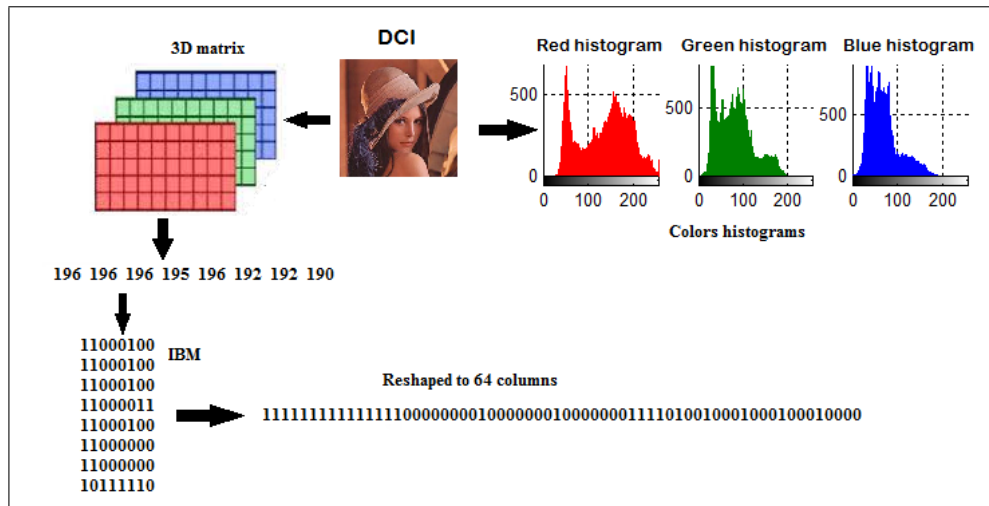 DCI
3D matrix
Red histogram
Green histogram
Blue histogram
500
0
0
100
200
500
0
0
100
200
500
0
0
100
200
Colors histograms
196 196 196 195 196 192 192 190
11000100
IBM
11000100
11000100
11000011
11000100
11000000
11000000
10111110
Reshaped to 64 columns
1111111111111110000000010000000100000001111010010001000100010000